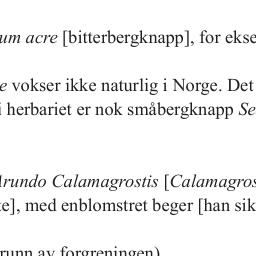 um acre [bitterbergknapp], for ekse
e vokser ikke naturlig i Norge. Det
i herbariet er nok småbergknapp Se
Arundo Calamagrostis [Calamagros
te], med enblomstret beger [han sik
runn av forgreningen)